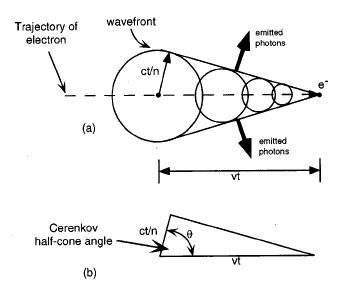 Trajectory of
electron
wavefront
ct/n
emitted
photons
e-
(a)
emitted
photons
vt
Cerenkov
half-cone angle
ct/n
θ
vt
(b)